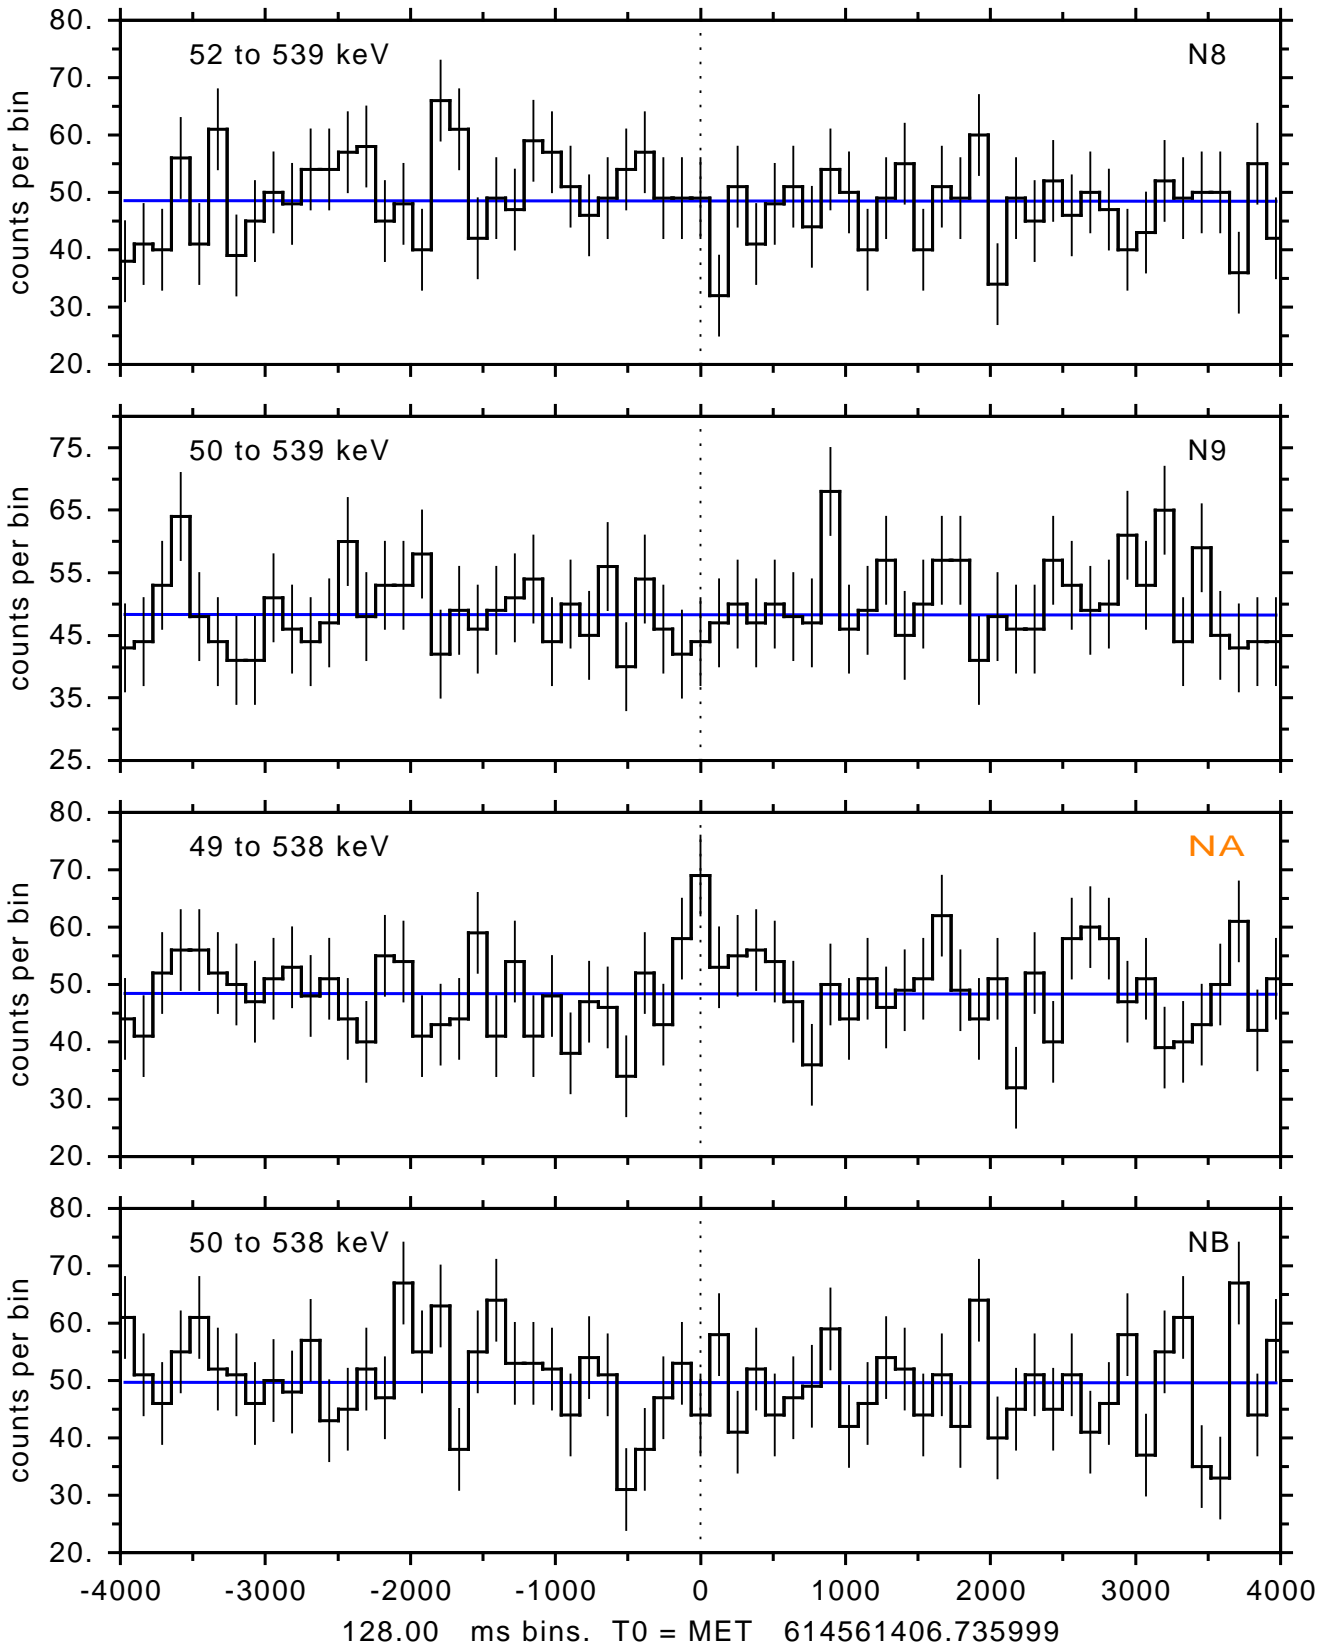 52 to 539 keV N8
80.
70.
60.
50.
40.
30.
20.
counts per bin
50 to 539 keV N9
75.
65.
55.
45.
35.
25.
counts per bin
49 to 538 keV NA
80.
70.
60.
50.
40.
30.
20.
counts per bin
50 to 538 keV NB
80.
70.
60.
50.
40.
30.
20.
counts per bin
-4000 -3000 -2000 -1000 0 1000 2000 3000 4000
128.00 ms bins. T0 = MET 614561406.735999